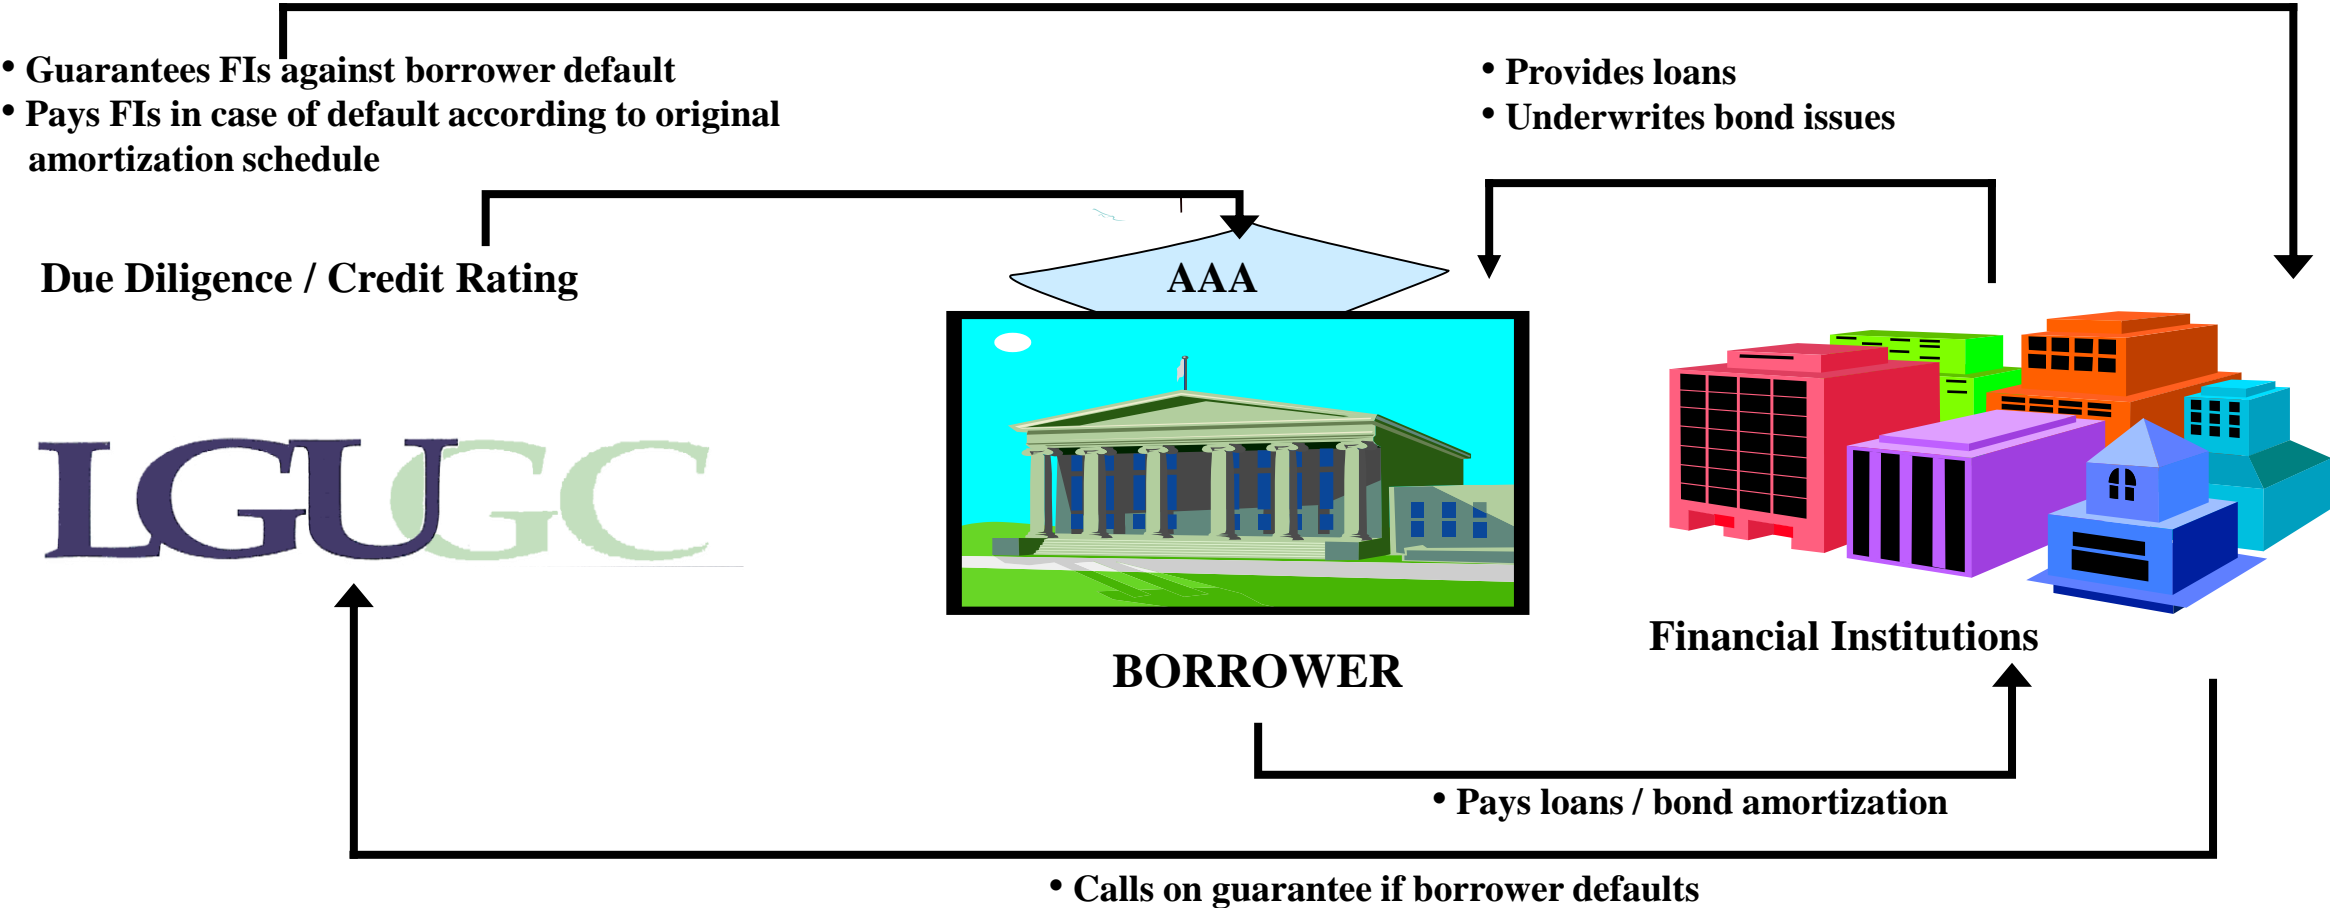 • Guarantees FIs against borrower default
• Pays FIs in case of default according to original
amortization schedule
• Provides loans
• Underwrites bond issues
Due Diligence / Credit Rating
AAA
LGUGC
BORROWER
Financial Institutions
• Pays loans / bond amortization
• Calls on guarantee if borrower defaults